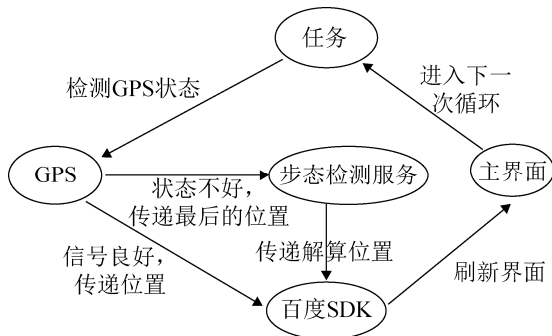 任务
检测GPS状态
进入下一
次循环
GPS
步态检测服务
主界面
状态不好，
传递最后的位置
信号良好，
传递位置
传递解算位置
刷新界面
百度SDK